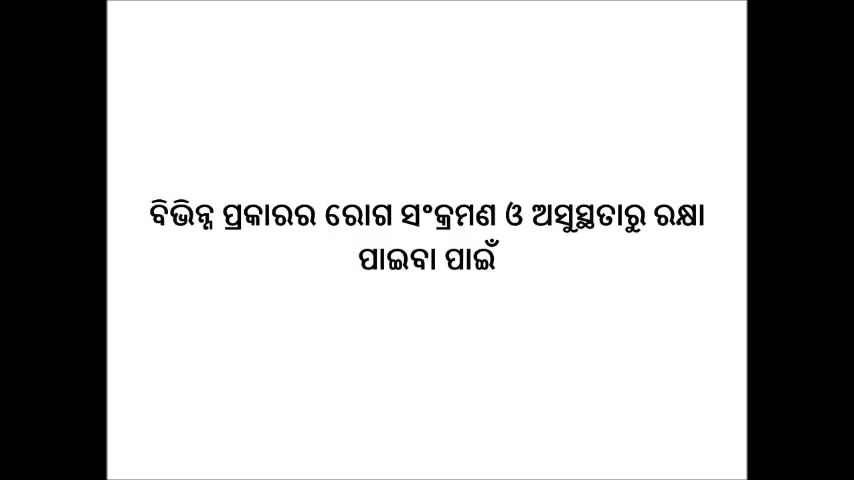 ବିଭିନ୍ନ ପ୍ରକାରର ରୋଗ ସଂକ୍ରମଣ ଓ ଅସୁସ୍ଥତାରୁ ରକ୍ଷା
ପାଇବା ପାଇଁ